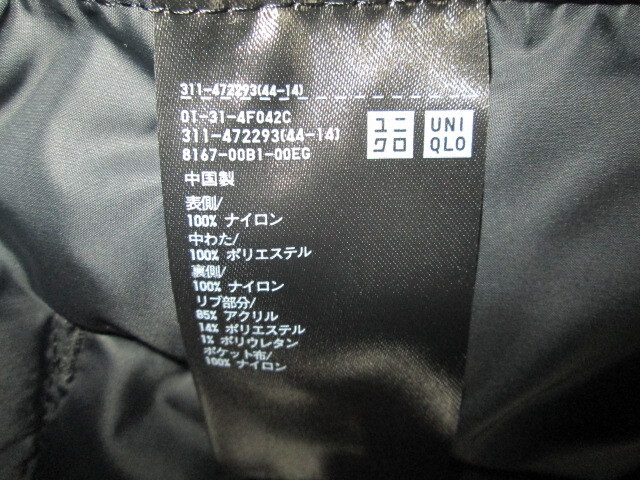 311-472293(44-14)
01-31-4F042C
311-472293(44-14)
8167-00B1-00EG
ユニクロ
UNIQLO
中国製
表側/
100% ナイロン
中わた/
100% ポリエステル
裏側/
100% ナイロン
リブ部分/
85% アクリル
14% ポリエステル
1% ポリウレタン
ポケット布/
100% ナイロン